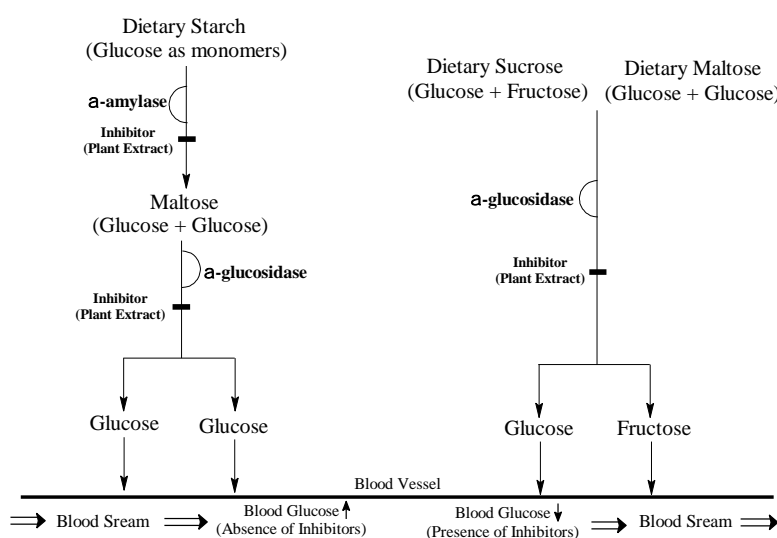 Dietary Starch
(Glucose as monomers)
a-amylase
Inhibitor
(Plant Extract)
Maltose
(Glucose + Glucose)
a-glucosidase
Inhibitor
(Plant Extract)
Glucose
Glucose
Dietary Sucrose
(Glucose + Fructose)
Dietary Maltose
(Glucose + Glucose)
a-glucosidase
Inhibitor
(Plant Extract)
Glucose
Fructose
Blood Vessel
Blood Sream
Blood Glucose
(Absence of Inhibitors)
Blood Glucose
(Presence of Inhibitors)
Blood Sream